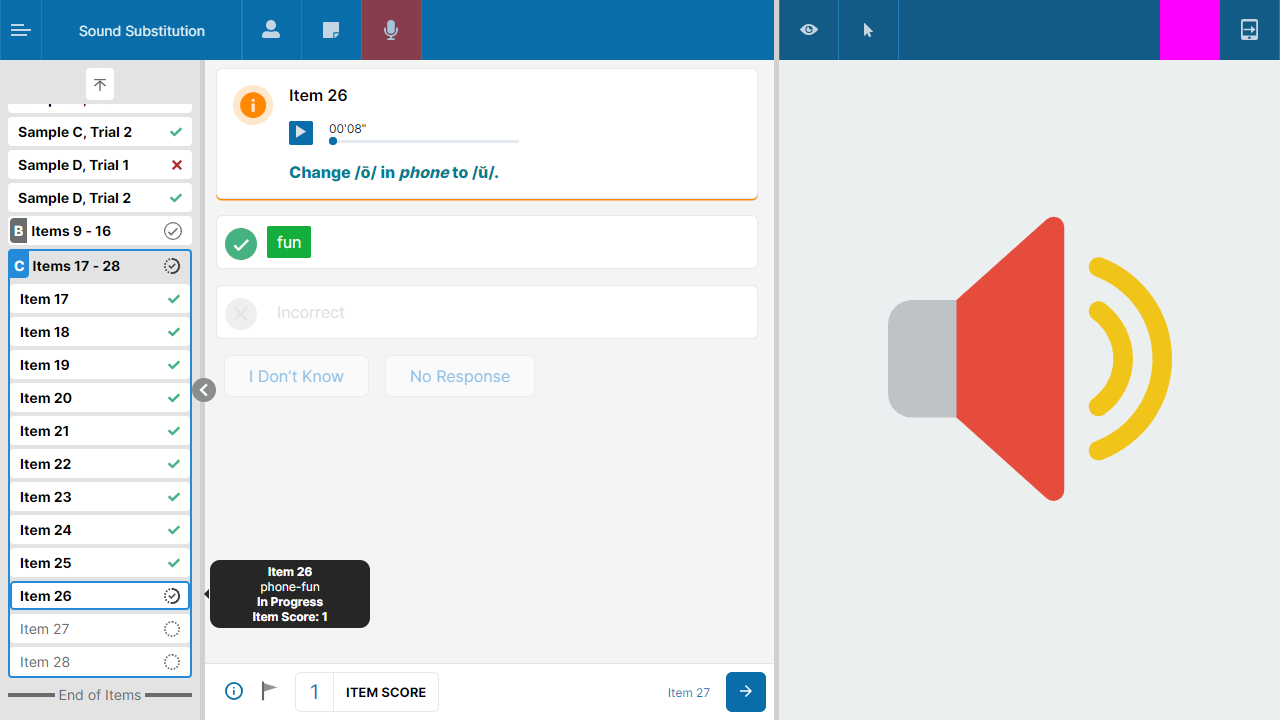 Sound Substitution
Sample C, Trial 2
Sample D, Trial 1
Sample D, Trial 2
B Items 9 - 16
C Items 17 - 28
Item 17
Item 18
Item 19
Item 20
Item 21
Item 22
Item 23
Item 24
Item 25
Item 26
Item 27
Item 28
End of Items
Item 26
00'08"
Change /ō/ in phone to /ŭ/.
fun
Incorrect
I Don’t Know
No Response
Item 26
phone-fun
In Progress
Item Score: 1
1 ITEM SCORE
Item 27